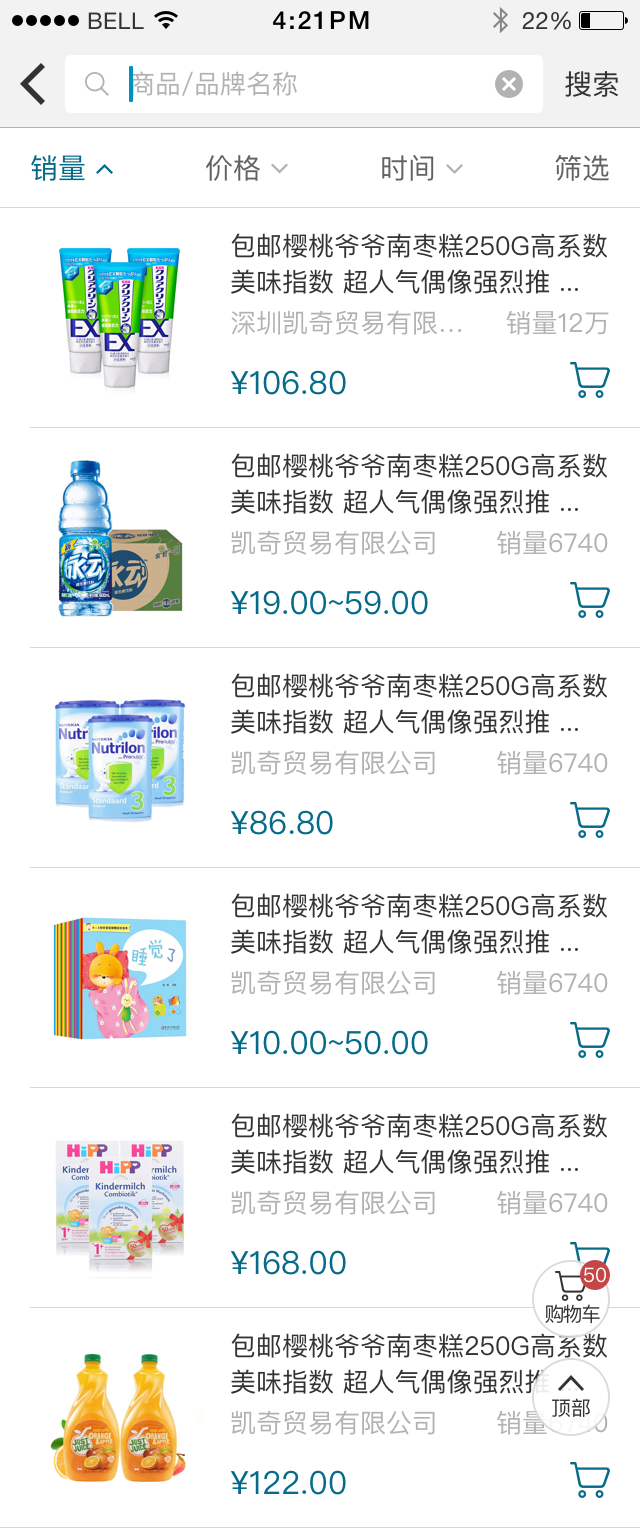 BELL 4:21PM 22%
商品/品牌名称 搜索
销量 价格 时间 筛选
包邮樱桃爷爷南枣糕250G高系数
美味指数 超人气偶像强烈推 ...
深圳凯奇贸易有限... 销量12万
¥106.80
EX
EX
EX
包邮樱桃爷爷南枣糕250G高系数
美味指数 超人气偶像强烈推 ...
凯奇贸易有限公司 销量6740
¥19.00~59.00
包邮樱桃爷爷南枣糕250G高系数
美味指数 超人气偶像强烈推 ...
凯奇贸易有限公司 销量6740
¥86.80
Nutrilon
Standaard 3
包邮樱桃爷爷南枣糕250G高系数
美味指数 超人气偶像强烈推 ...
凯奇贸易有限公司 销量6740
¥10.00~50.00
睡觉了
包邮樱桃爷爷南枣糕250G高系数
美味指数 超人气偶像强烈推 ...
凯奇贸易有限公司 销量6740
¥168.00
HiPP
HiPP
HiPP
Kindermilch
Combiotik
1+
50
购物车
包邮樱桃爷爷南枣糕250G高系数
美味指数 超人气偶像强烈推 ...
凯奇贸易有限公司 销量
¥122.00
JUST JUICE
ORANGE & APPLE
顶部